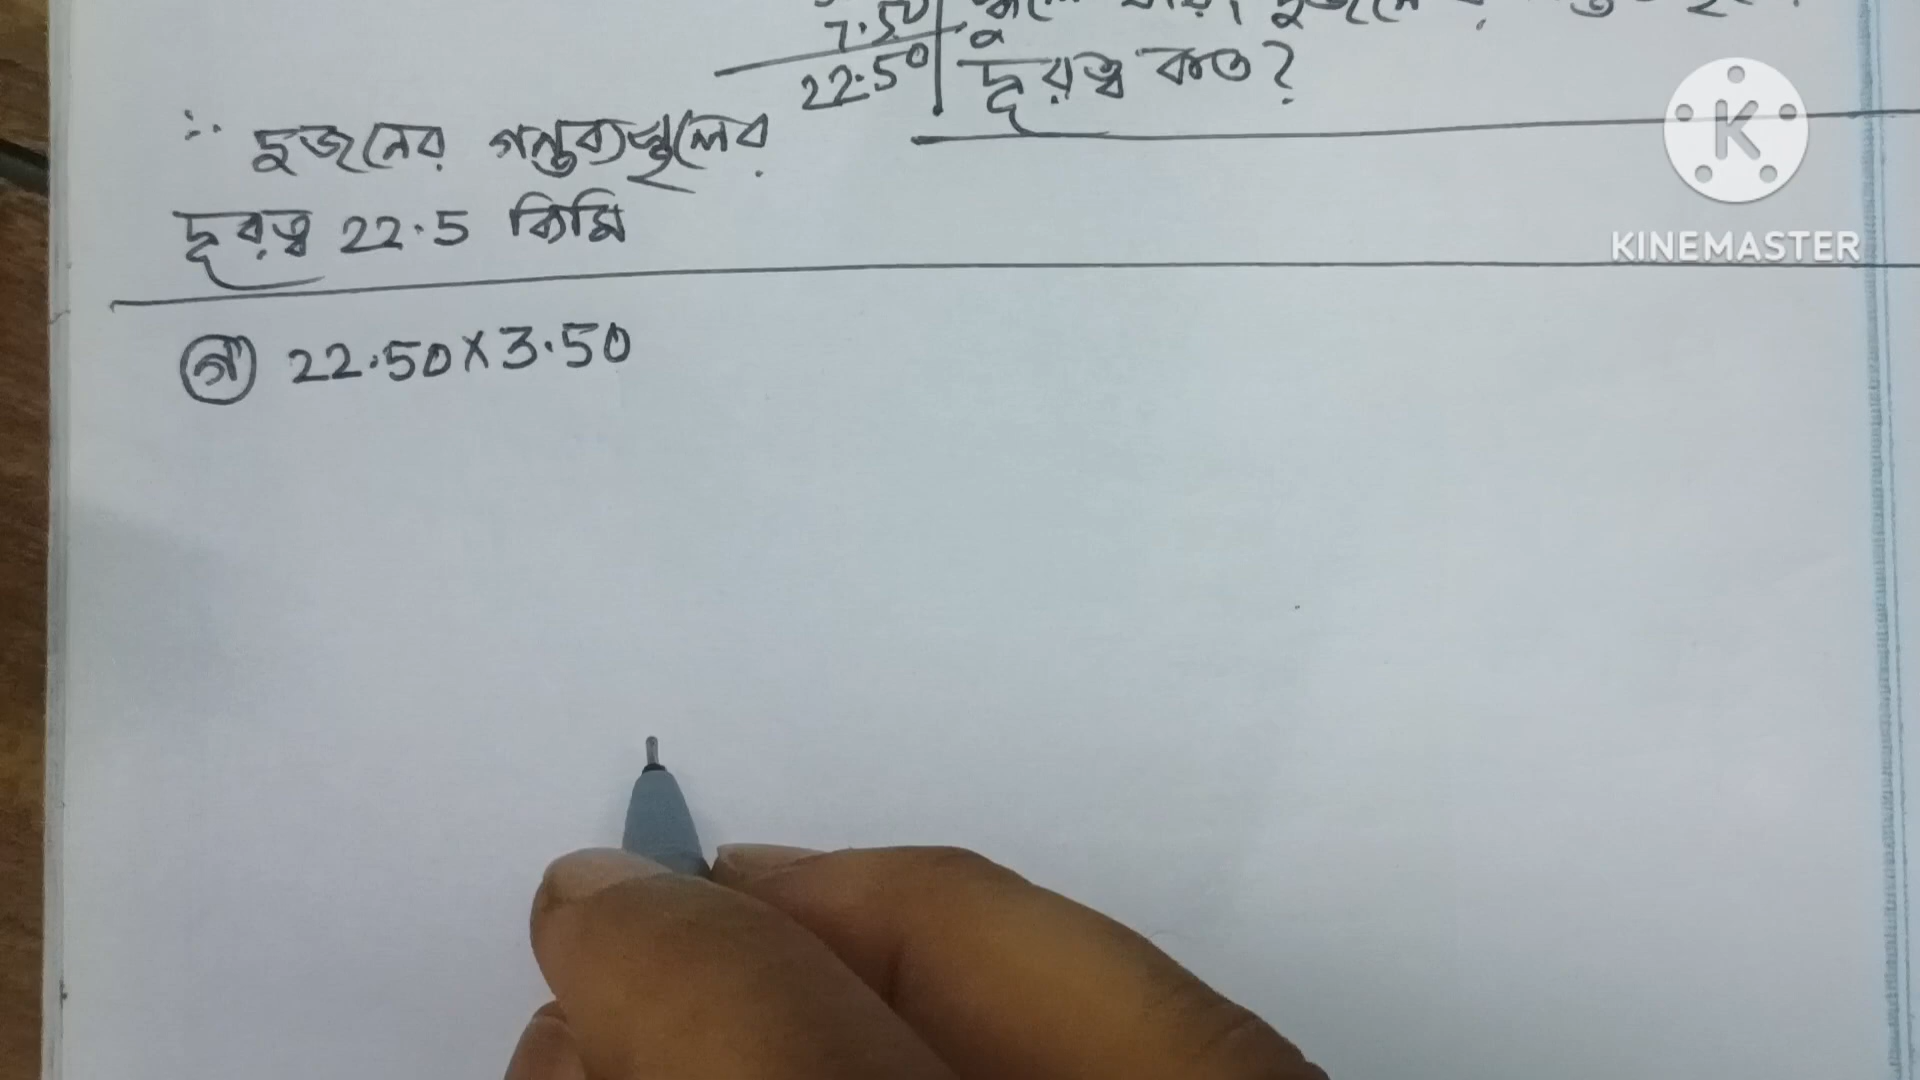 7.50
22.50
দূরত্ব কত?
∴ দুজনের গন্তব্যস্থলের
দূরত্ব 22.5 কিমি
গ 22.50×3.50
K
KINEMASTER